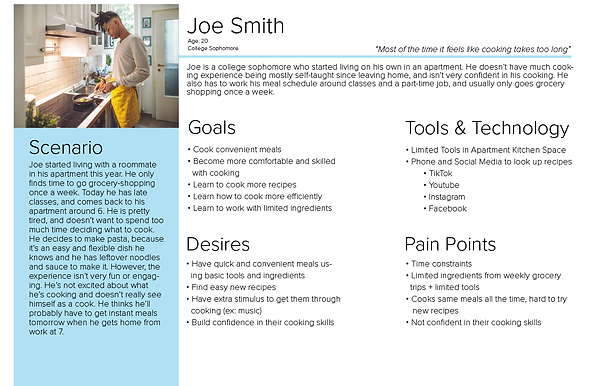 Joe Smith
Age: 20
College Sophomore
"Most of the time it feels like cooking takes too long"
Joe is a college sophomore who started living on his own in an apartment. He doesn't have much cook-
ing experience being mostly self-taught since leaving home, and isn't very confident in his cooking. He
also has to work his meal schedule around classes and a part-time job, and usually only goes grocery
shopping once a week.
Scenario
Joe started living with a roommate
in his apartment this year. He only
finds time to go grocery-shopping
once a week. Today he has late
classes, and comes back to his
apartment around 6. He is pretty
tired, and doesn't want to spend too
much time deciding what to cook.
He decides to make pasta, because
it's an easy and flexible dish he
knows and he has leftover noodles
and sauce to make it. However, the
experience isn't very fun or engag-
ing. He's not excited about what
he's cooking and doesn't really see
himself as a cook. He thinks he'll
probably have to get instant meals
tomorrow when he gets home from
work at 7.
Goals
• Cook convenient meals
• Become more comfortable and skilled
with cooking
• Learn to cook more recipes
• Learn how to cook more efficiently
• Learn to work with limited ingredients
Tools & Technology
• Limited Tools in Apartment Kitchen Space
• Phone and Social Media to look up recipes
• TikTok
• Youtube
• Instagram
• Facebook
Desires
• Have quick and convenient meals us-
ing basic tools and ingredients
• Find easy new recipes
• Have extra stimulus to get them through
cooking (ex: music)
• Build confidence in their cooking skills
Pain Points
• Time constraints
• Limited ingredients from weekly grocery
trips + limited tools
• Cooks same meals all the time, hard to try
new recipes
• Not confident in their cooking skills